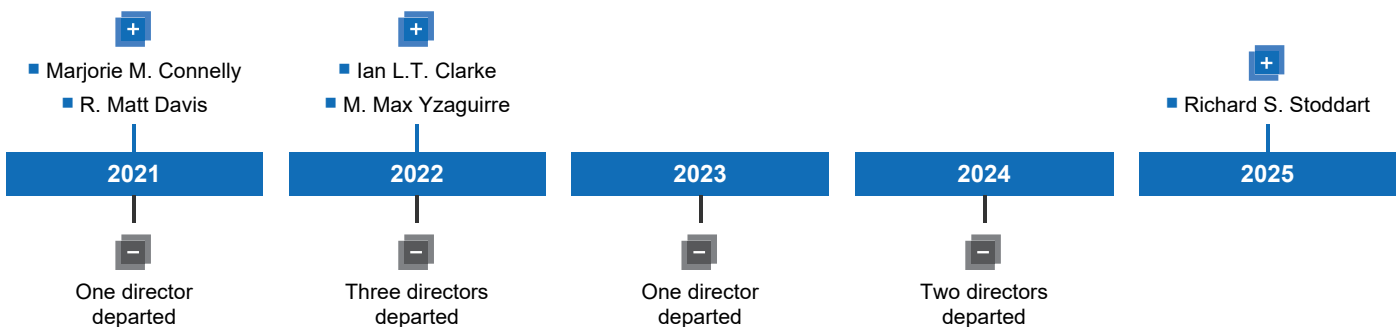 +
+
+
■ Marjorie M. Connelly
■ R. Matt Davis
■ Ian L.T. Clarke
■ M. Max Yzaguirre
■ Richard S. Stoddart
2021
2022
2023
2024
2025
−
−
−
−
One director
departed
Three directors
departed
One director
departed
Two directors
departed